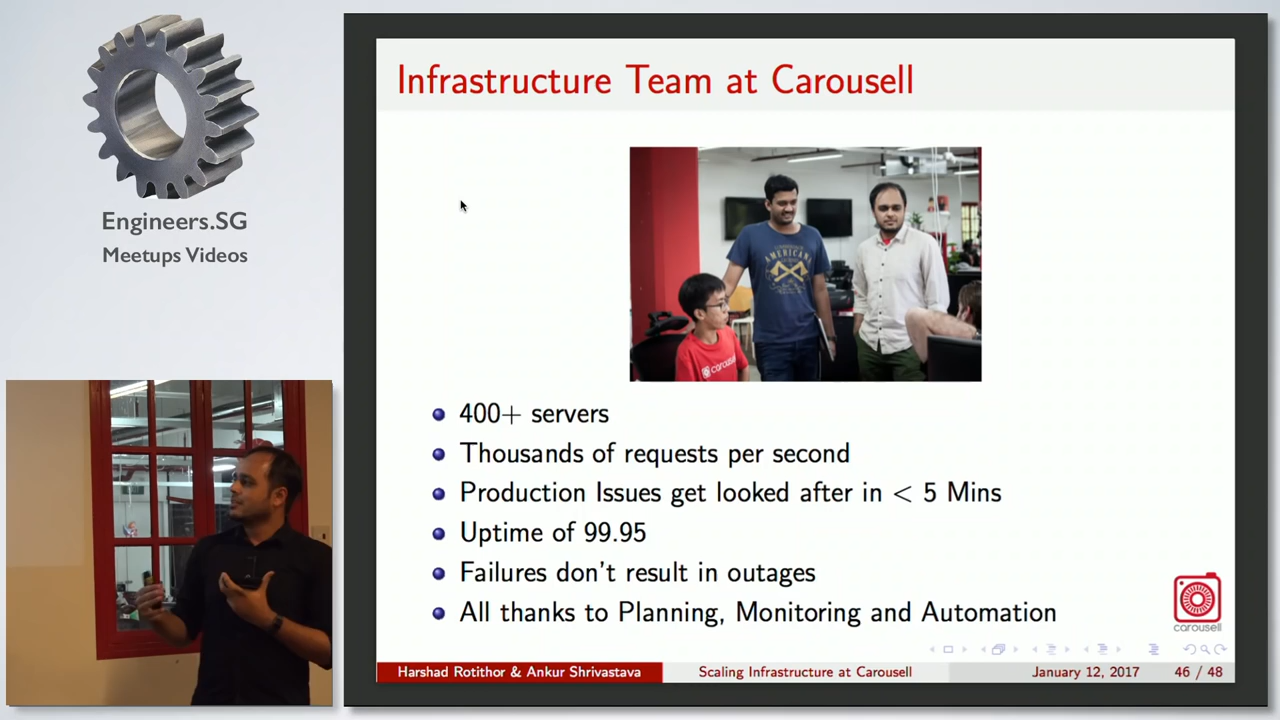 Engineers.SG
Meetups Videos
Infrastructure Team at Carousell
AMERICAN
carousell
400+ servers
Thousands of requests per second
Production Issues get looked after in < 5 Mins
Uptime of 99.95
Failures don't result in outages
All thanks to Planning, Monitoring and Automation
carousell
Harshad Rotithor & Ankur Shrivastava
Scaling Infrastructure at Carousell
January 12, 2017
46 / 48